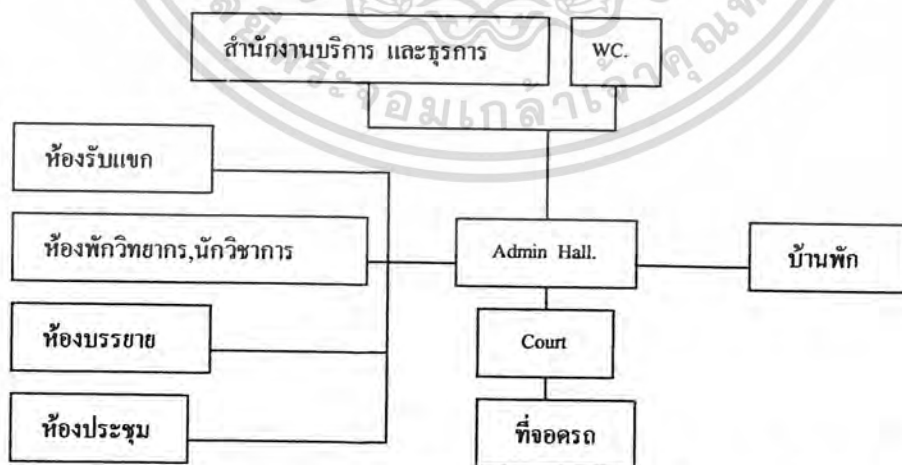 สำนักงานบริการ และธุรการ
WC.
ห้องรับแขก
ห้องพักวิทยากร,นักวิชาการ
Admin Hall.
บ้านพัก
ห้องบรรยาย
Court
ห้องประชุม
ที่จอดรถ